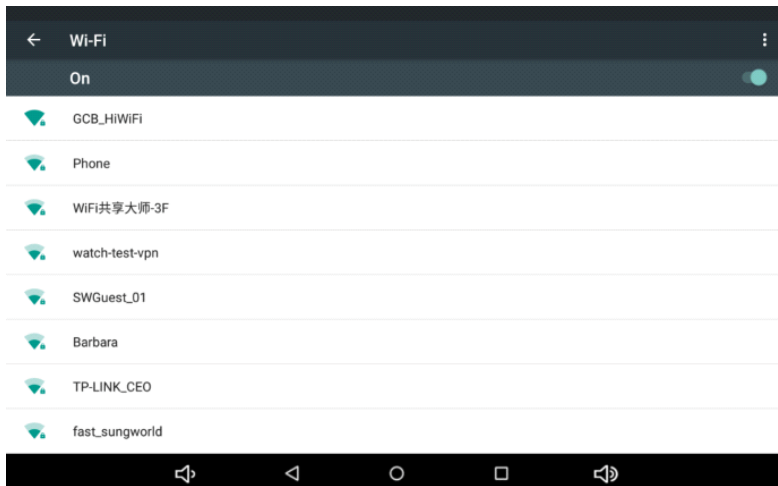 Wi-Fi
On
GCB_HiWiFi
Phone
WiFi共享大师-3F
watch-test-vpn
SWGuest_01
Barbara
TP-LINK_CEO
fast_sungworld